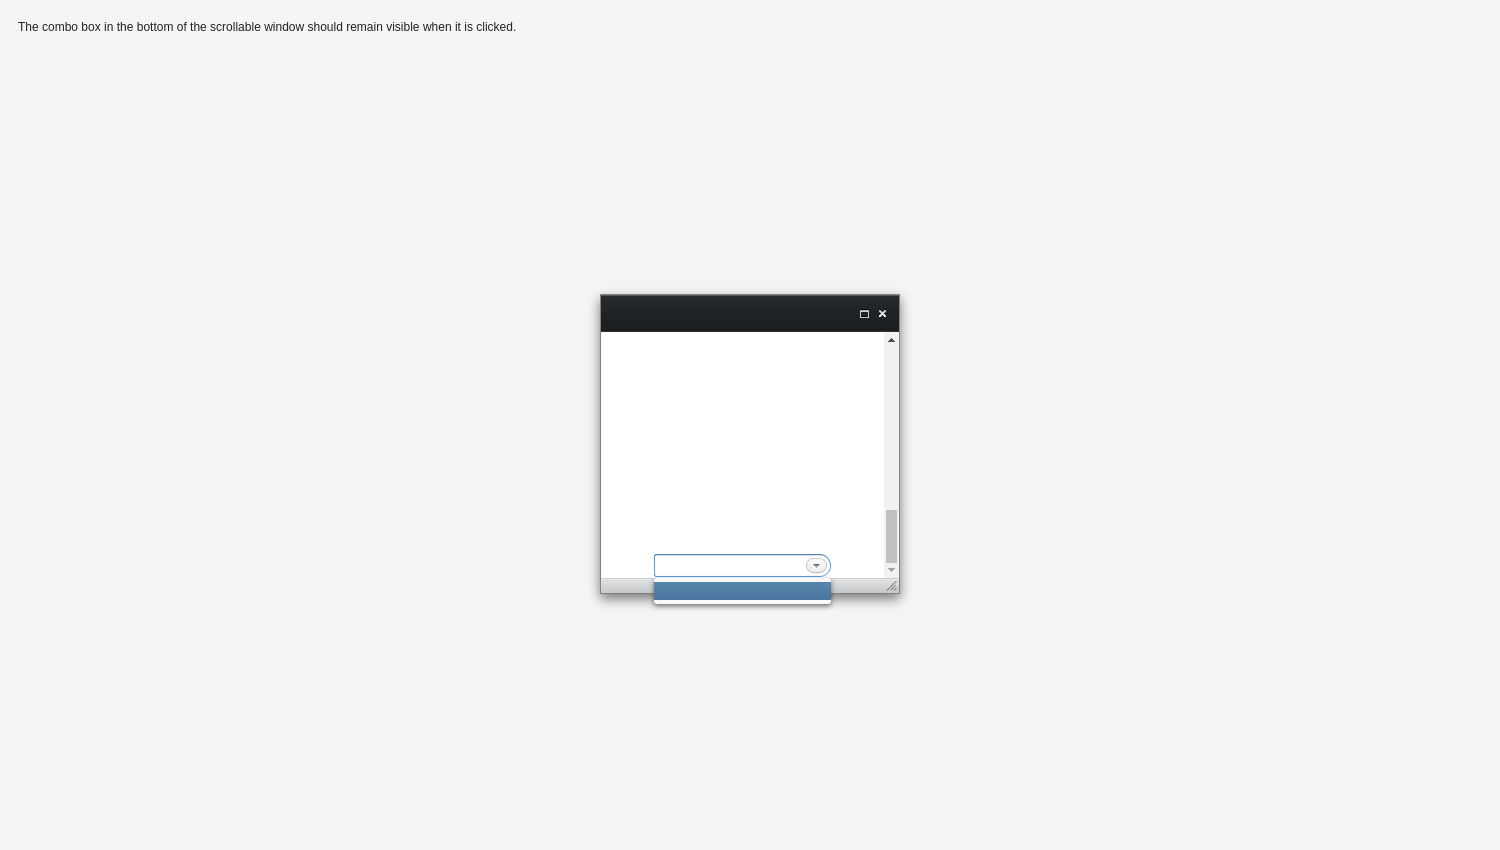 The combo box in the bottom of the scrollable window should remain visible when it is clicked.